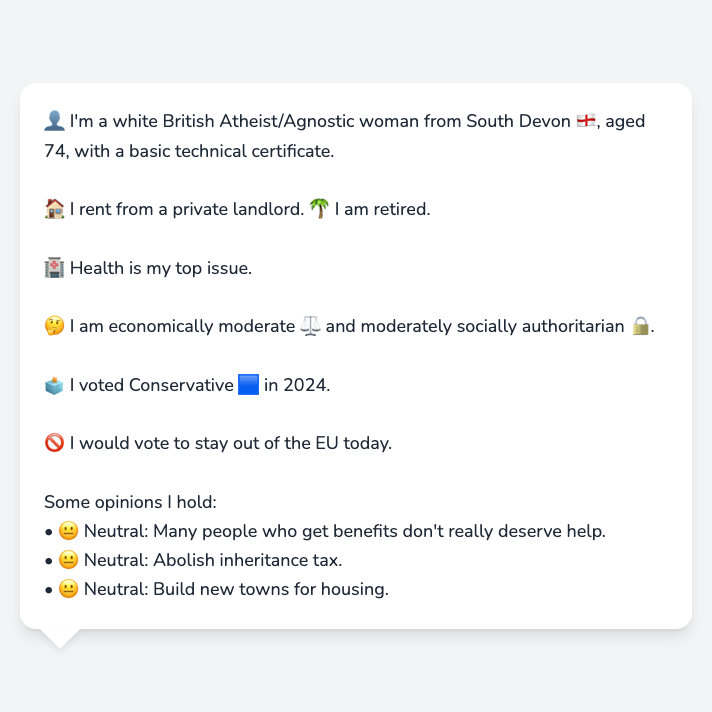 👤 I'm a white British Atheist/Agnostic woman from South Devon 🏴󠁧󠁢󠁥󠁮󠁧󠁿, aged
74, with a basic technical certificate.
🏠 I rent from a private landlord. 🌴 I am retired.
🏥 Health is my top issue.
🤔 I am economically moderate ⚖️ and moderately socially authoritarian 🔒.
🗳️ I voted Conservative 🟦 in 2024.
🚫 I would vote to stay out of the EU today.
Some opinions I hold:
• 😐 Neutral: Many people who get benefits don't really deserve help.
• 😐 Neutral: Abolish inheritance tax.
• 😐 Neutral: Build new towns for housing.